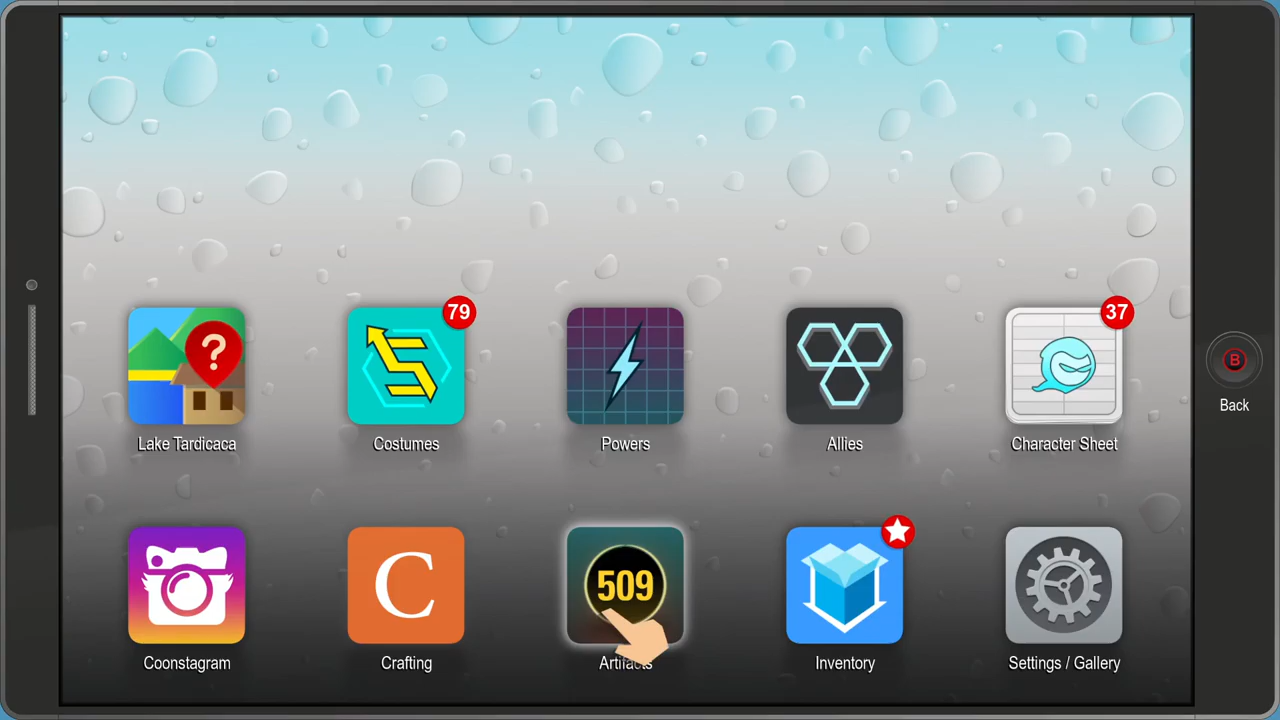 79
37
?
Lake Tardicaca
Costumes
Powers
Allies
Character Sheet
B
Back
C
509
Coonstagram
Crafting
Artifacts
Inventory
Settings / Gallery